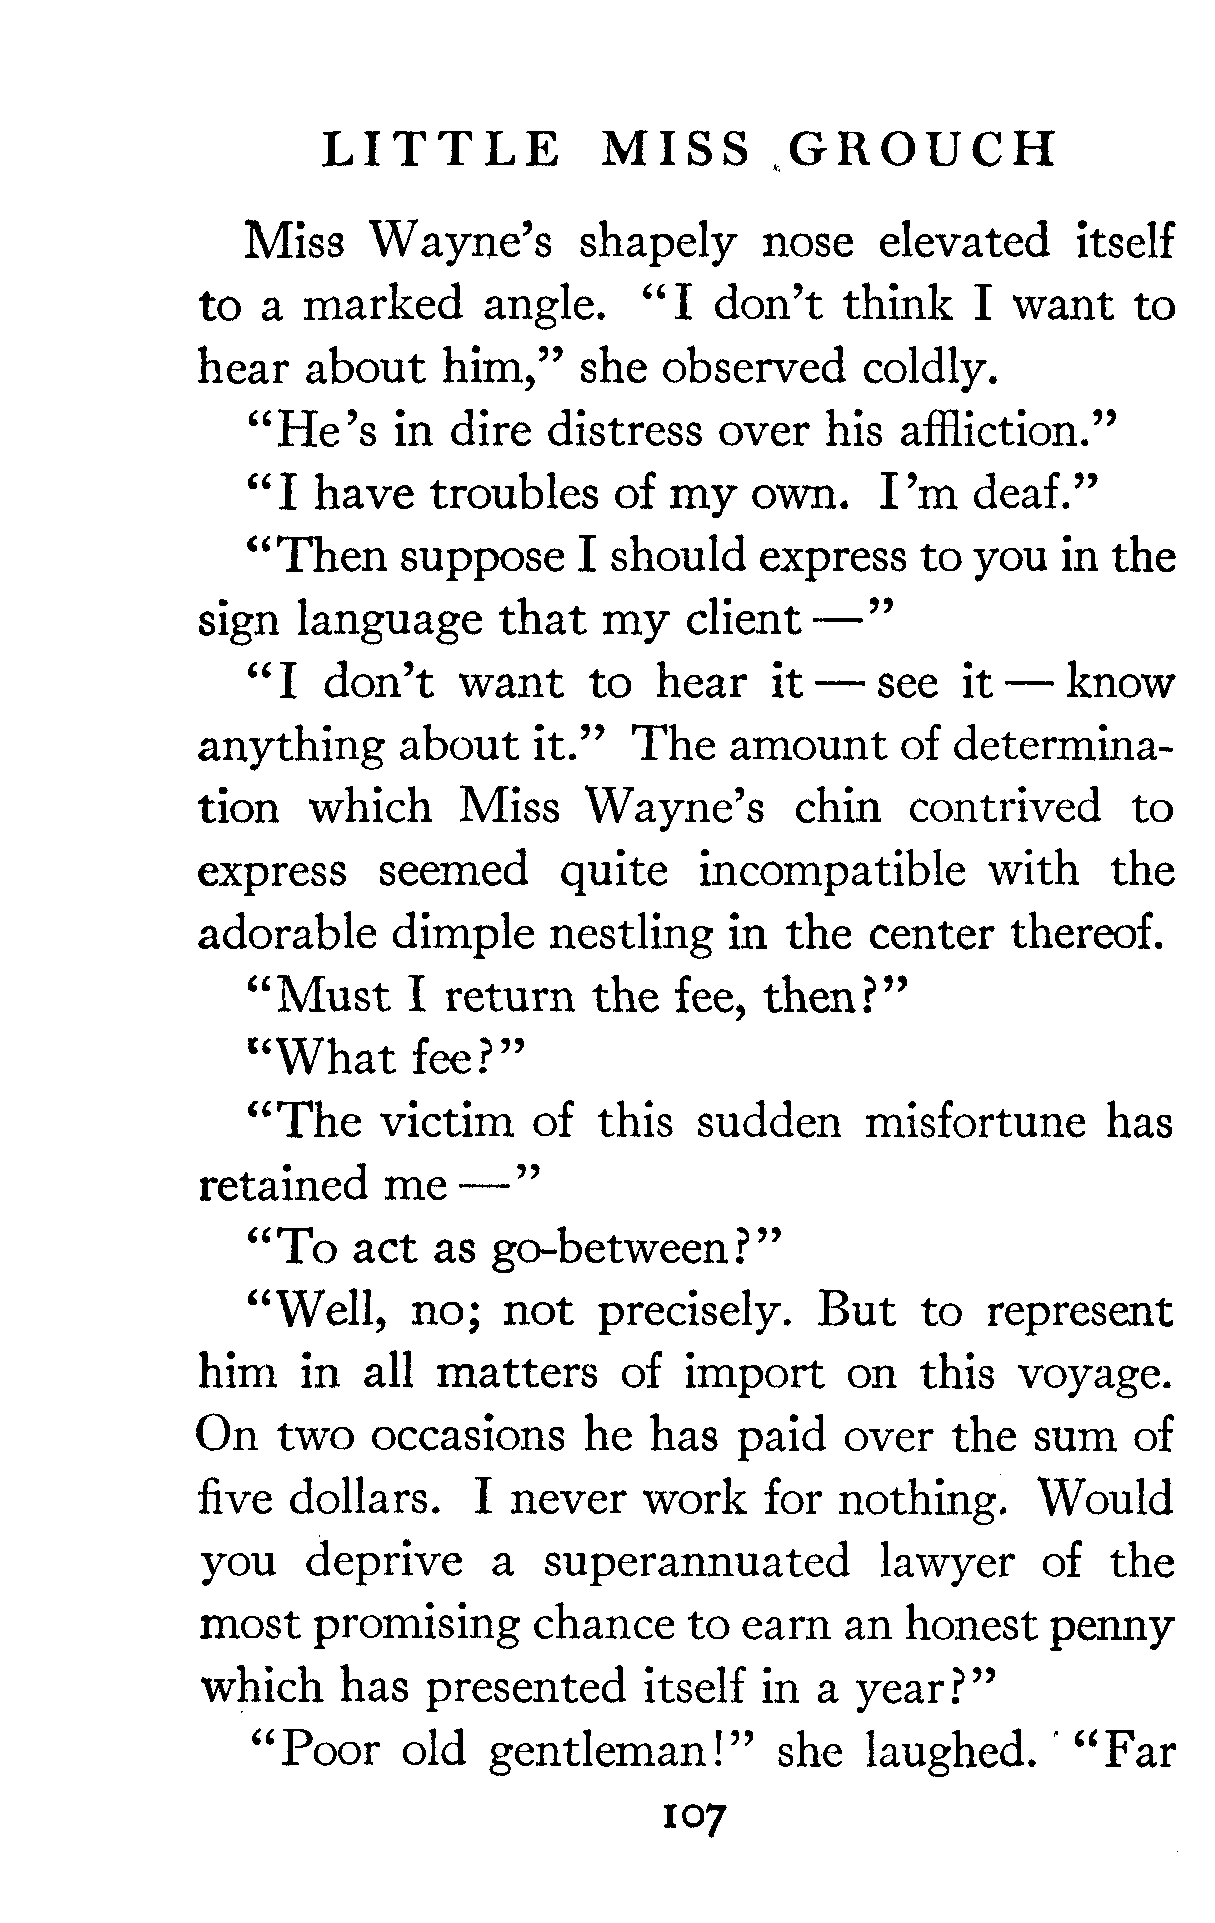 LITTLE MISS GROUCH
Miss Wayne's shapely nose elevated itself
to a marked angle. "I don't think I want to
hear about him," she observed coldly.
"He's in dire distress over his affliction."
"I have troubles of my own. I'm deaf."
"Then suppose I should express to you in the
sign language that my client —"
"I don't want to hear it — see it — know
anything about it." The amount of determina-
tion which Miss Wayne's chin contrived to
express seemed quite incompatible with the
adorable dimple nestling in the center thereof.
"Must I return the fee, then?"
"What fee?"
"The victim of this sudden misfortune has
retained me —"
"To act as go-between?"
"Well, no; not precisely. But to represent
him in all matters of import on this voyage.
On two occasions he has paid over the sum of
five dollars. I never work for nothing. Would
you deprive a superannuated lawyer of the
most promising chance to earn an honest penny
which has presented itself in a year?"
"Poor old gentleman!" she laughed. "Far
107